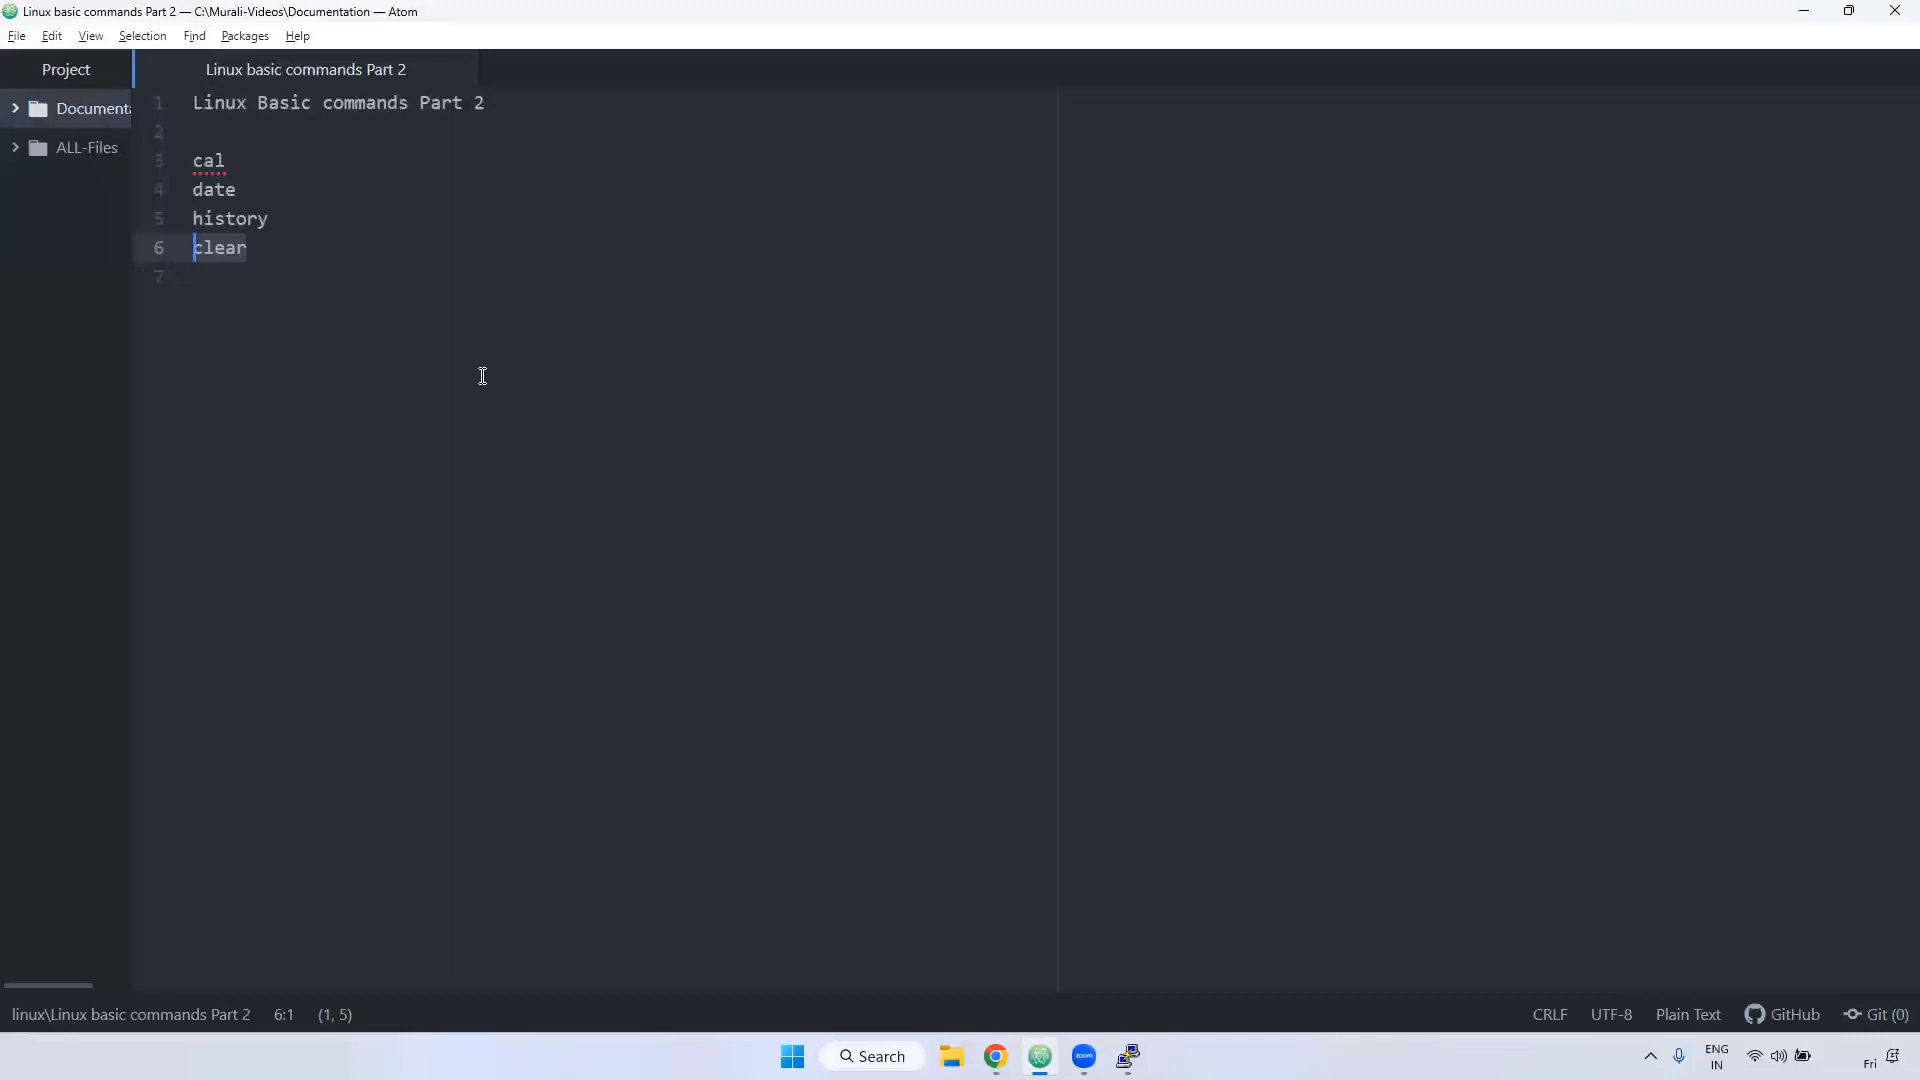 Linux basic commands Part 2 — C:\Murali-Videos\Documentation — Atom
File Edit View Selection Find Packages Help
Project
Linux basic commands Part 2
Documenta
ALL-Files
1 Linux Basic commands Part 2
2
3 cal
4 date
5 history
6 clear
7
linux\Linux basic commands Part 2 6:1 (1, 5) CRLF UTF-8 Plain Text GitHub Git (0)
Search
zoom
ENG
IN
Fri